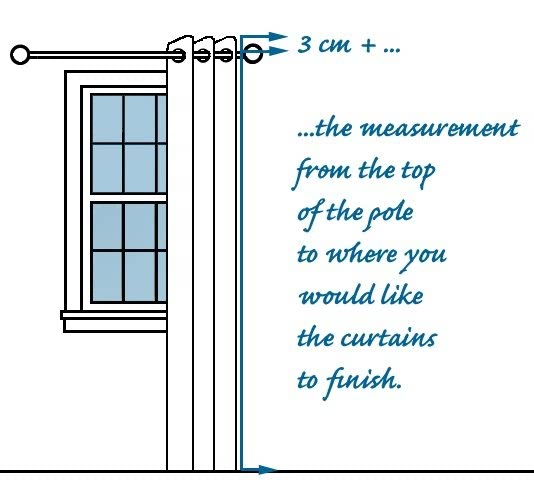 3 cm + ...
...the measurement
from the top
of the pole
to where you
would like
the curtains
to finish.